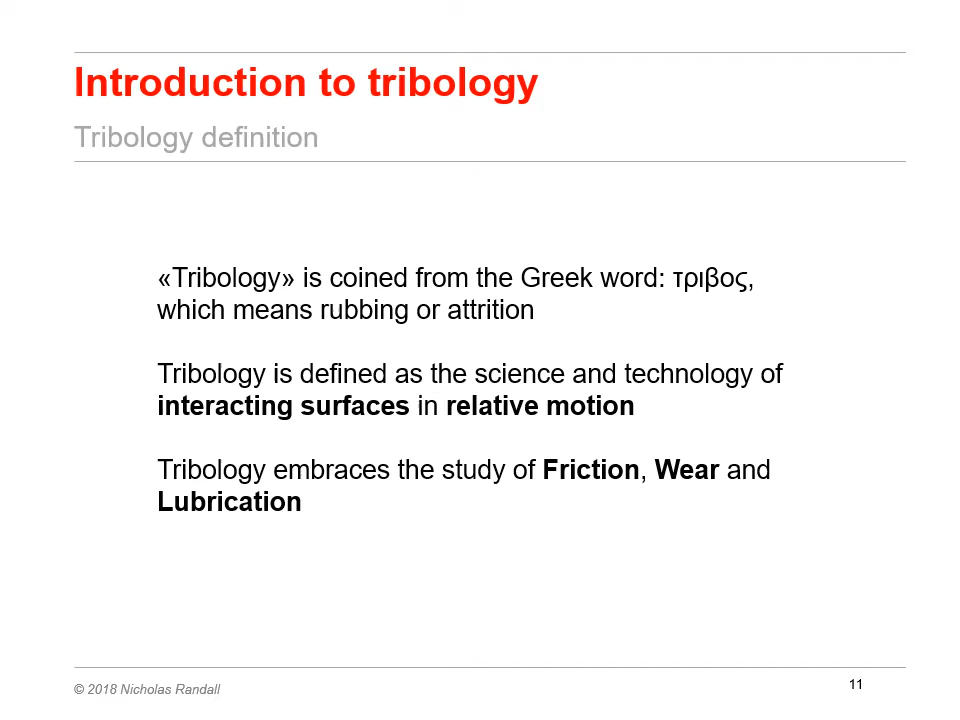 Introduction to tribology
Tribology definition
«Tribology» is coined from the Greek word: τριβος,
which means rubbing or attrition
Tribology is defined as the science and technology of
interacting surfaces in relative motion
Tribology embraces the study of Friction, Wear and
Lubrication
© 2018 Nicholas Randall
11